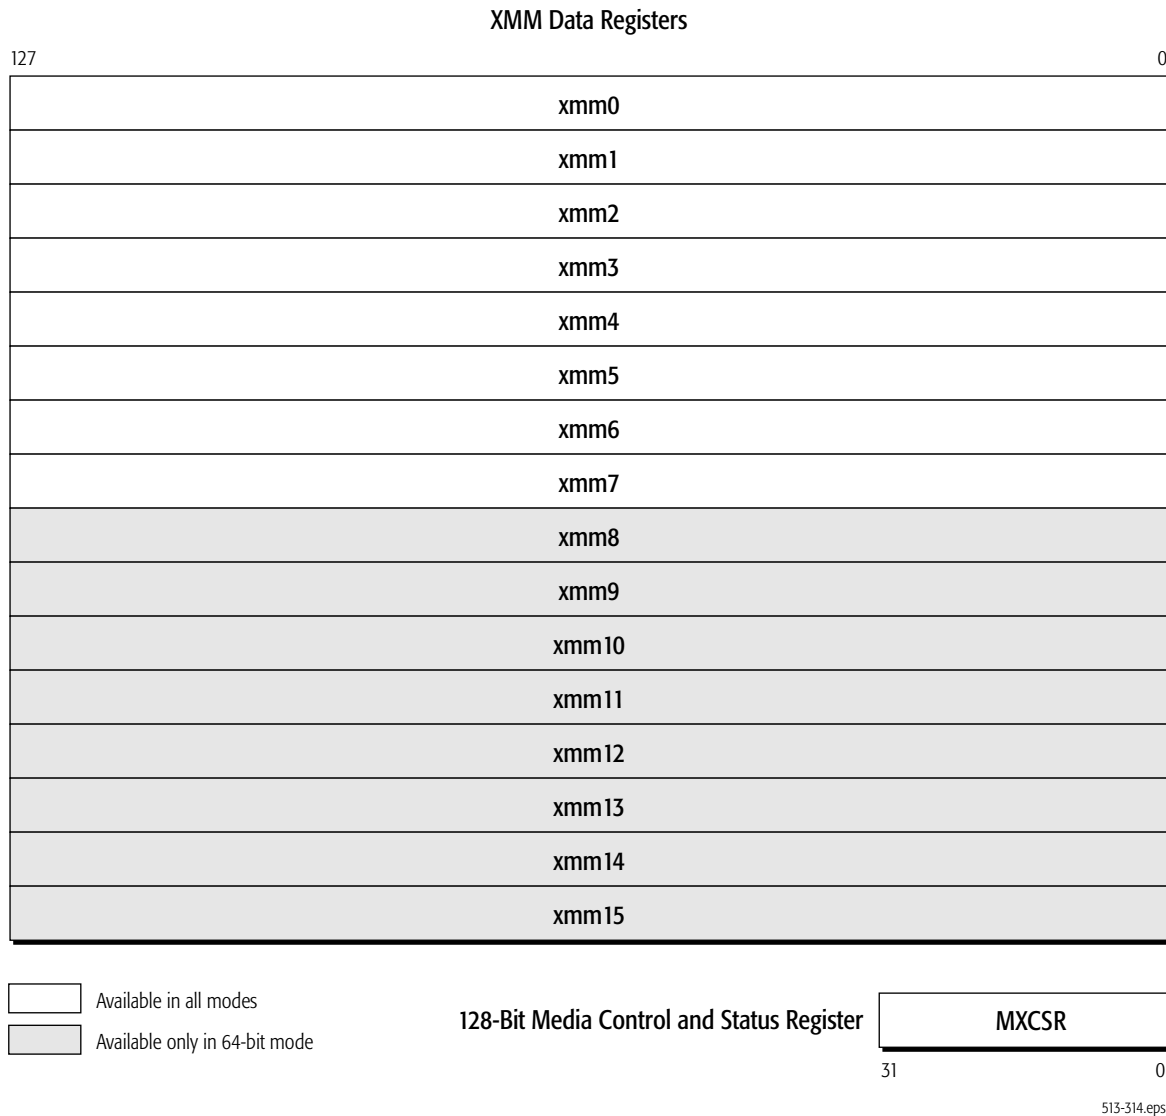 XMM Data Registers
127 0
xmm0
xmm1
xmm2
xmm3
xmm4
xmm5
xmm6
xmm7
xmm8
xmm9
xmm10
xmm11
xmm12
xmm13
xmm14
xmm15
Available in all modes
Available only in 64-bit mode
128-Bit Media Control and Status Register MXCSR
31 0
513-314.eps